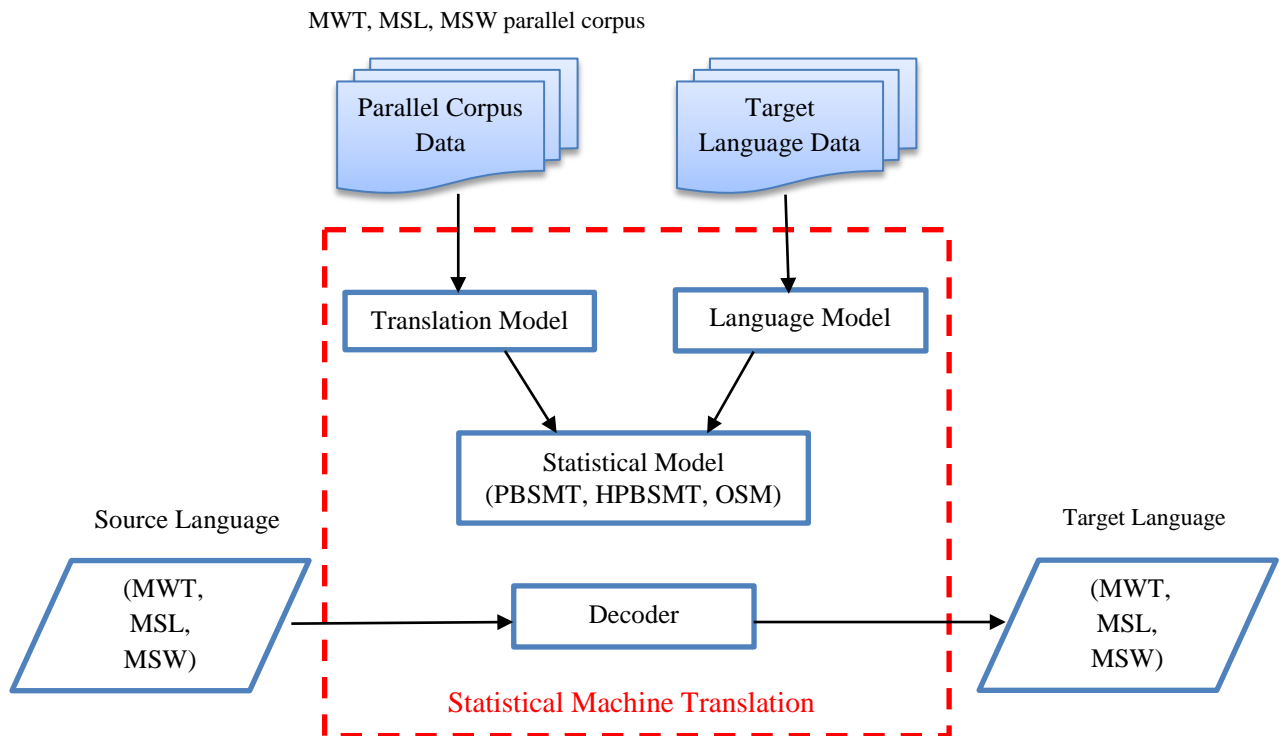 MWT, MSL, MSW parallel corpus
Parallel Corpus
Data
Target
Language Data
Translation Model
Language Model
Statistical Model
(PBSMT, HPBSMT, OSM)
Source Language
Target Language
(MWT,
MSL,
MSW)
Decoder
(MWT,
MSL,
MSW)
Statistical Machine Translation